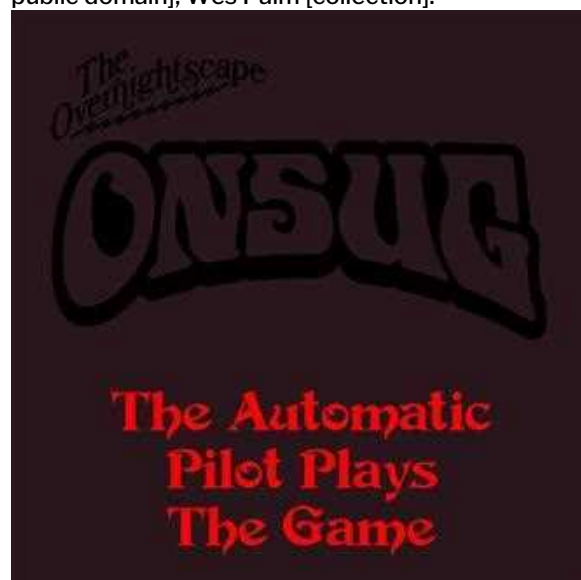 public domain], Wes Palm [collection].
The
Overnightscape
ONSUG
The Automatic
Pilot Plays
The Game